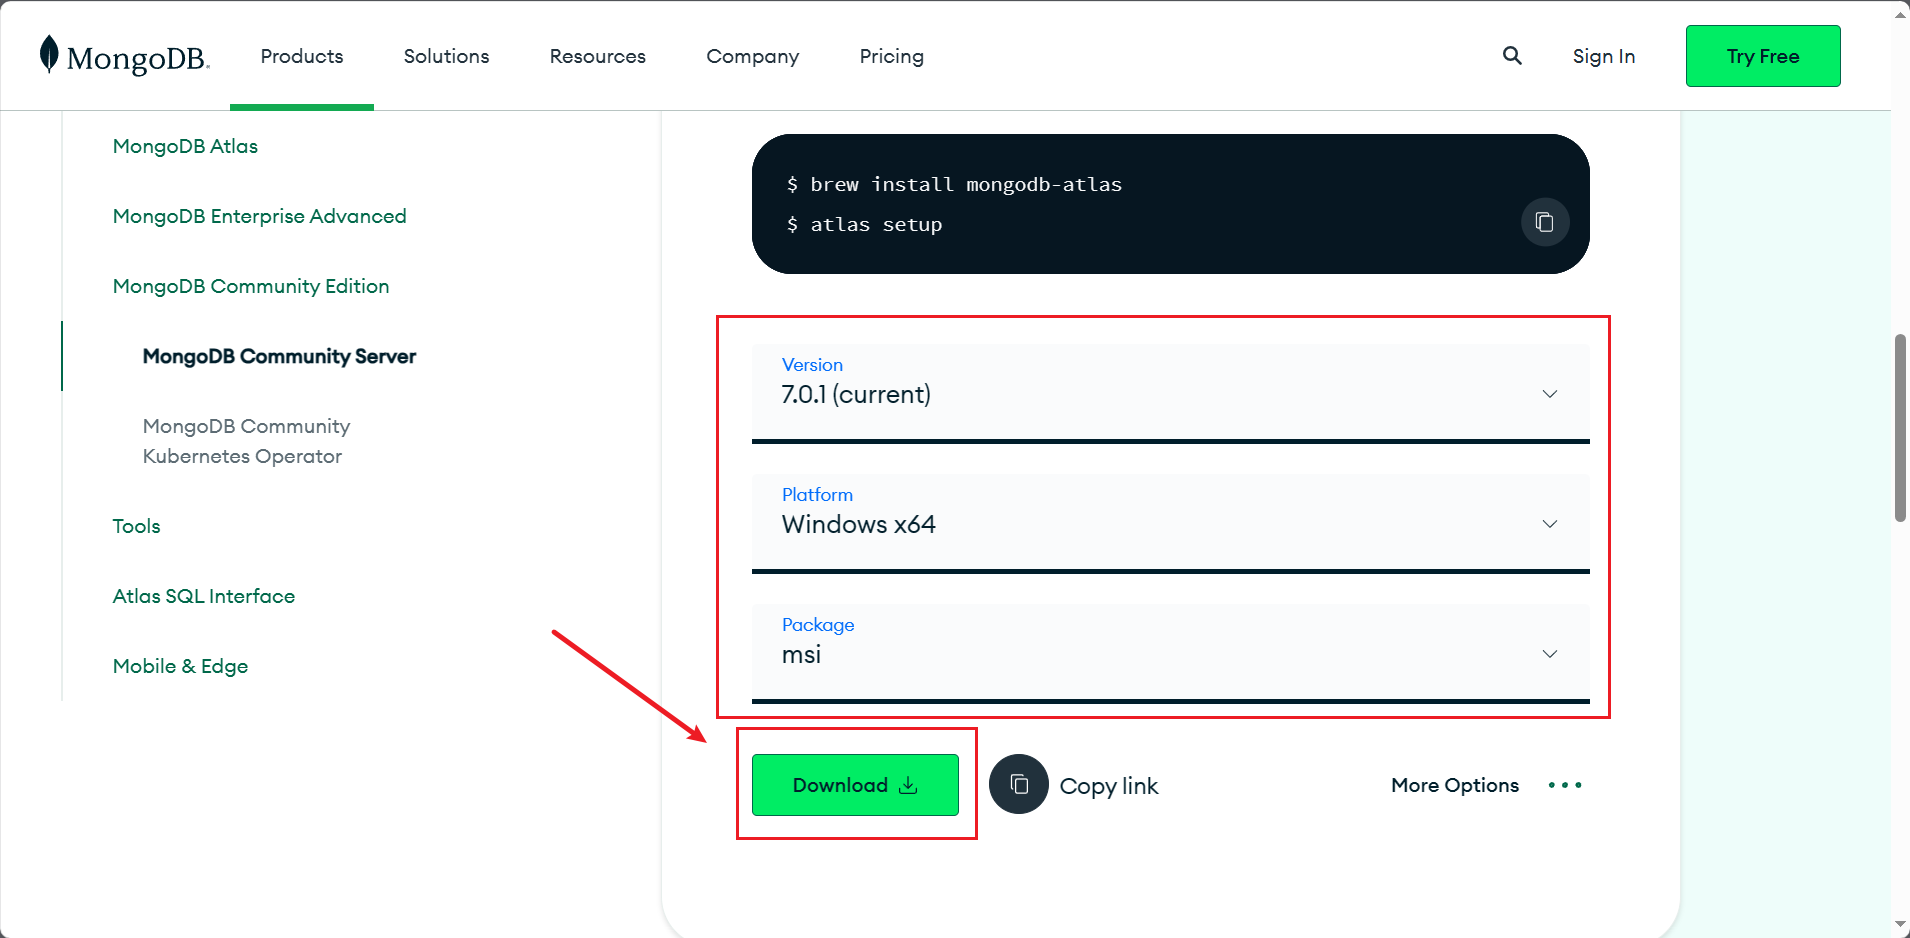 MongoDB.
Products
Solutions
Resources
Company
Pricing
Sign In
Try Free
MongoDB Atlas
MongoDB Enterprise Advanced
MongoDB Community Edition
MongoDB Community Server
MongoDB Community
Kubernetes Operator
Tools
Atlas SQL Interface
Mobile & Edge
$ brew install mongodb-atlas
$ atlas setup
Version
7.0.1 (current)
Platform
Windows x64
Package
msi
Download
Copy link
More Options